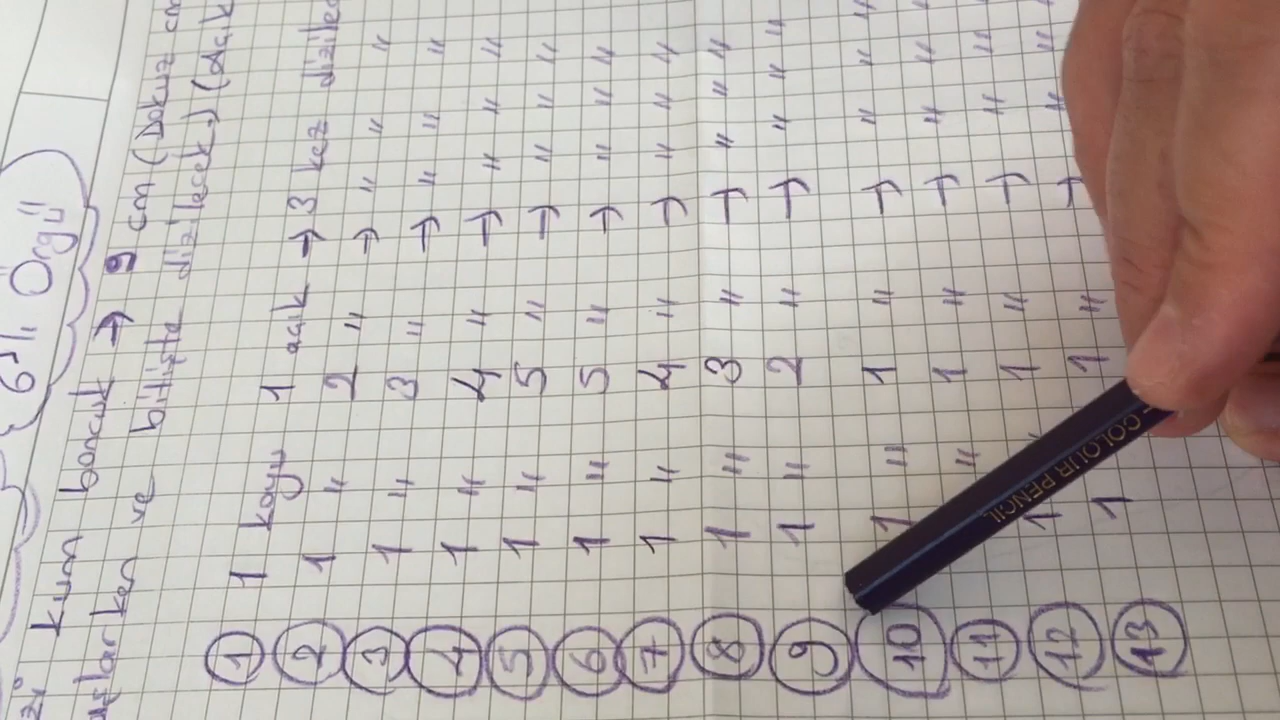 6'lı "Örgü"
kum boncuk → 9 cm (Dokuz cm
başlarken ve bitişte dizilecek) (Açık
① 1 koyu 1 açık → 3 kez dizilec
② 1 " 2 " → " " "
③ 1 " 3 " → " " "
④ 1 " 4 " → " " "
⑤ 1 " 5 " → " " "
⑥ 1 " 5 " → " " "
⑦ 1 " 4 " → " " "
⑧ 1 " 3 " → " " "
⑨ 1 " 2 " → " " "
⑩ 1 " 1 " → " " "
⑪ " 1 " → " " "
⑫ 1 1 " → " "
⑬ 1 1 " → " "
COLOUR PENCIL